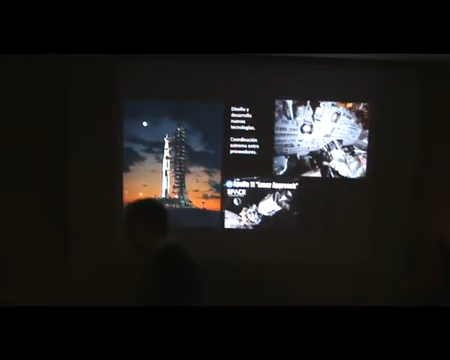 Diseño y
desarrollo
nuevas
tecnologías.
Coordinación
extrema entre
proveedores.
Apollo 11 "Lunar Approach"
SPACE